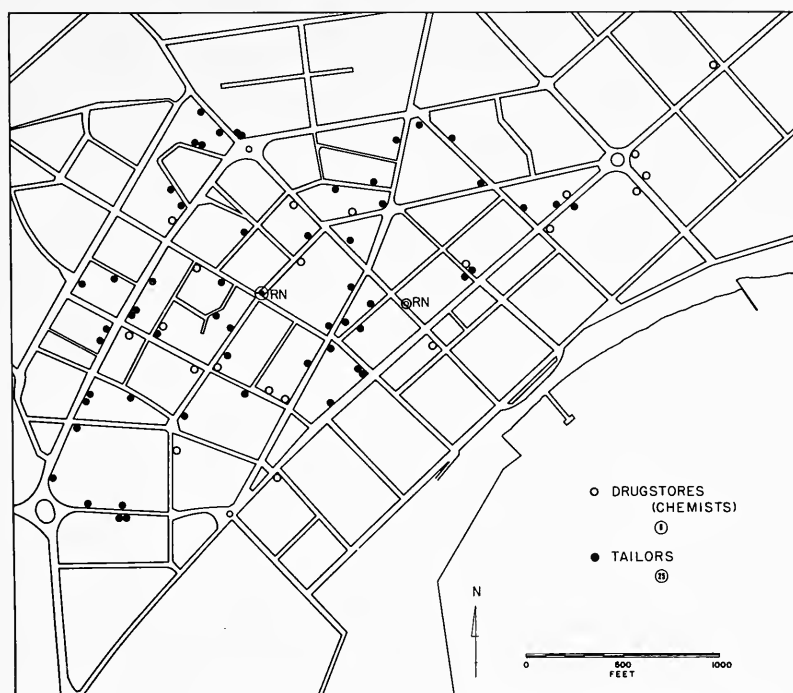 RN
RN
DRUGSTORES
(CHEMISTS)
TAILORS
N
0 500 1000
FEET